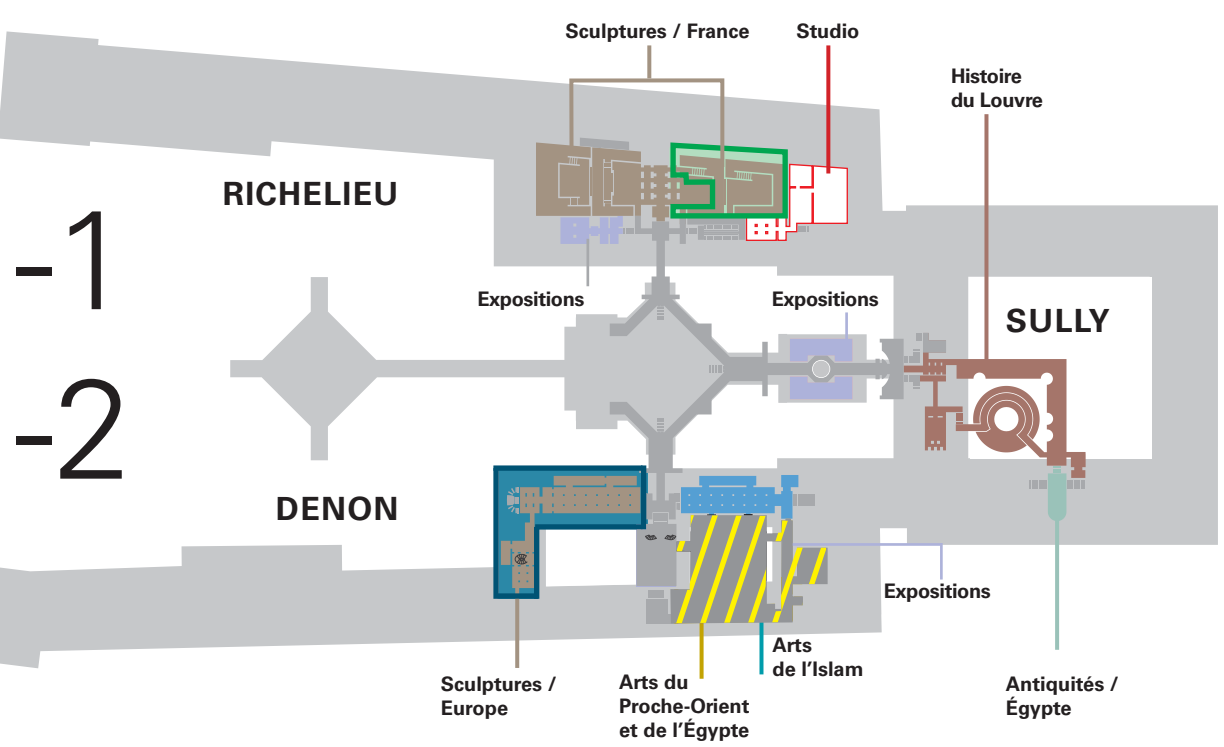 Sculptures / France
Studio
Histoire
du Louvre
RICHELIEU
-1
Expositions
Expositions
SULLY
-2
DENON
Expositions
Arts
de l'Islam
Sculptures /
Europe
Arts du
Proche-Orient
et de l'Égypte
Antiquités /
Égypte